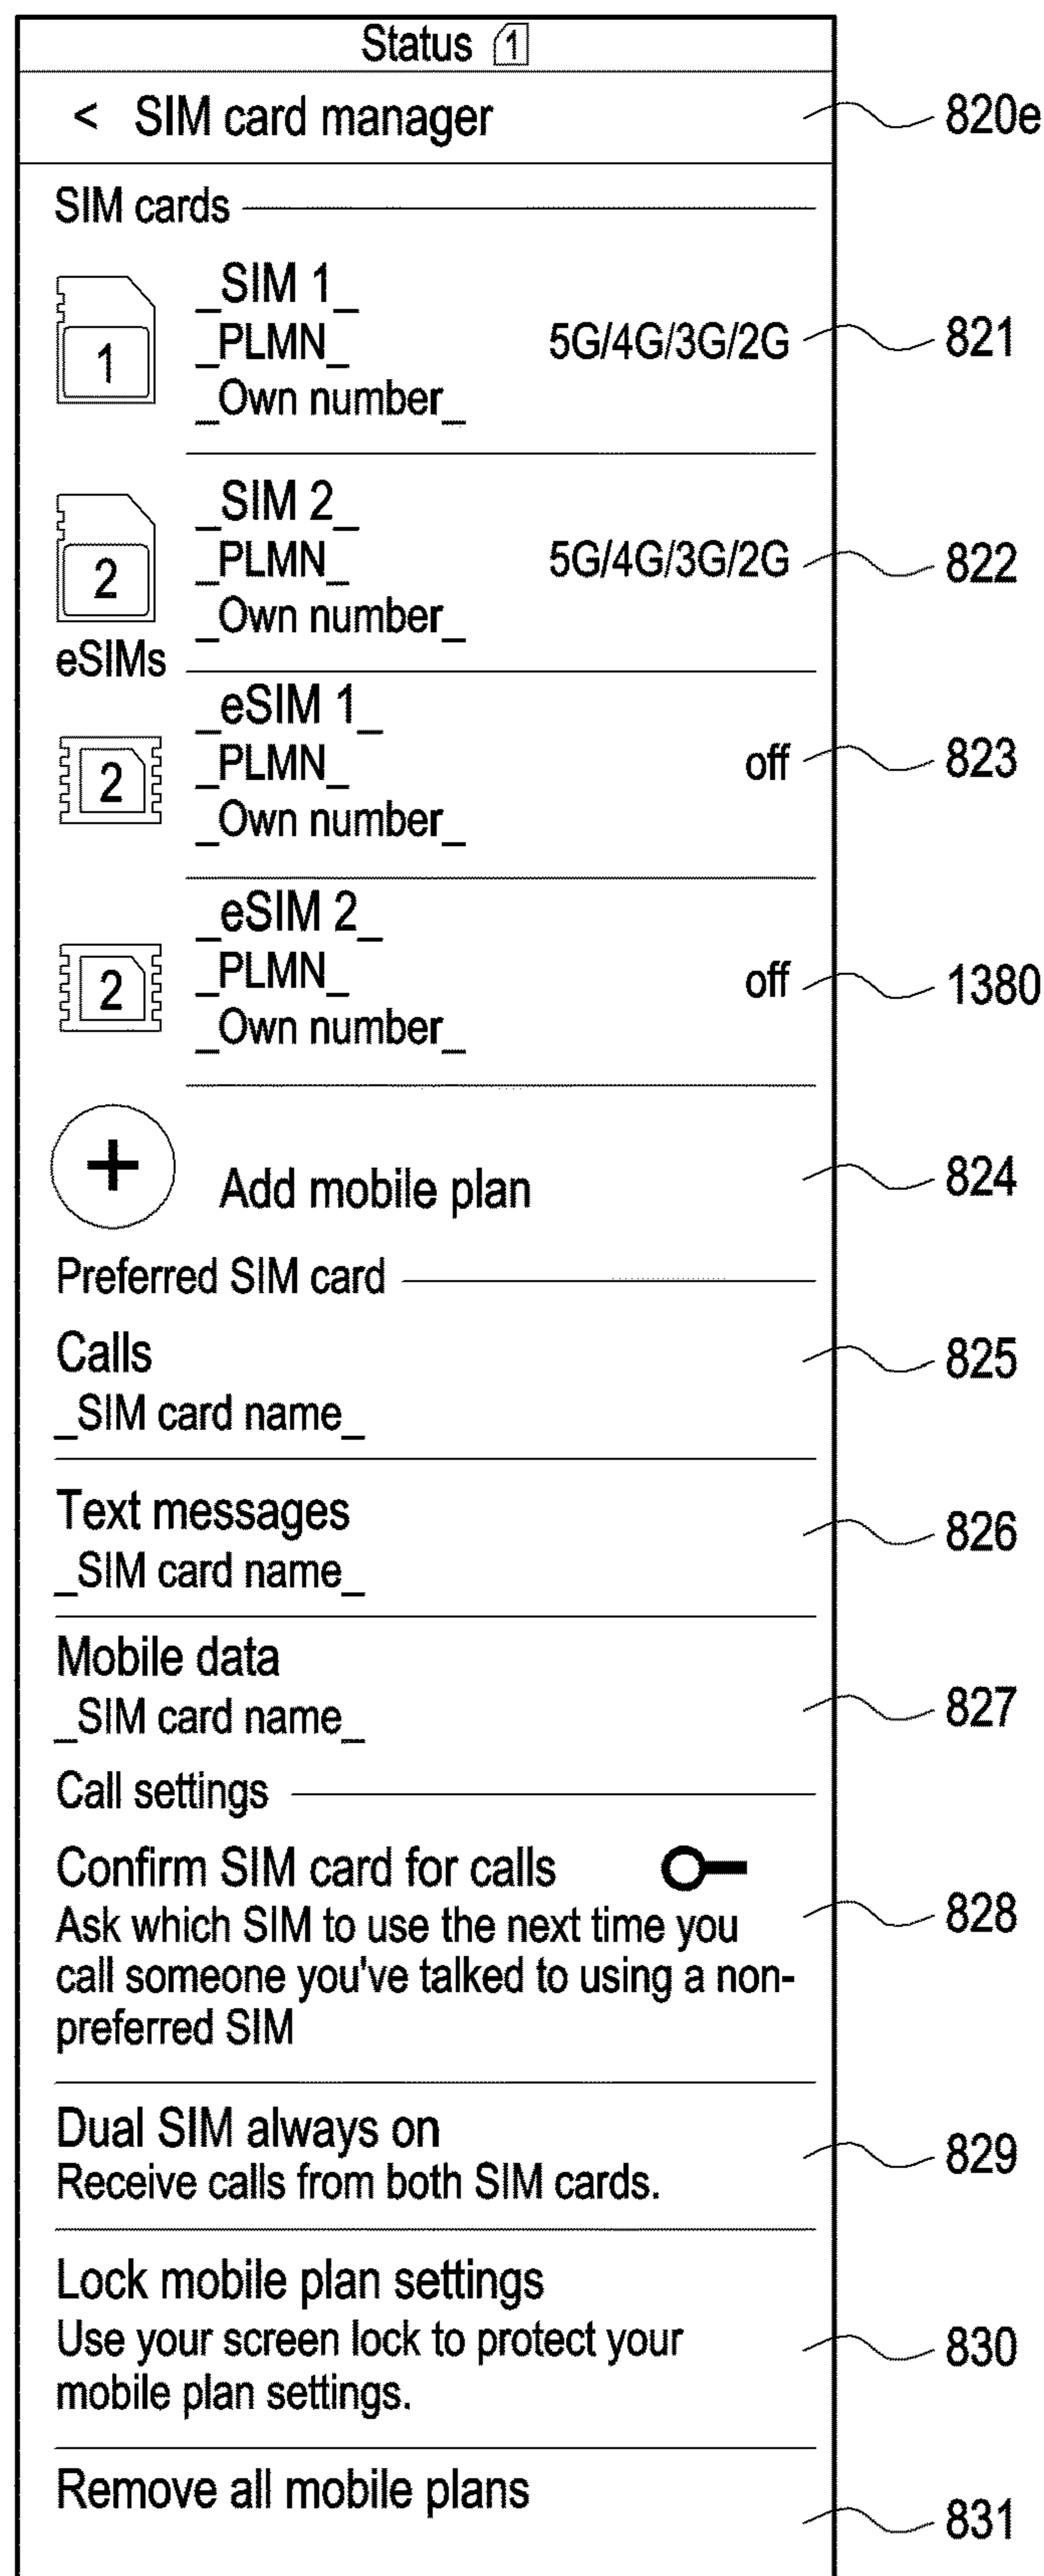 Status 1
< SIM card manager 820e
SIM cards
_SIM 1_
1 _PLMN_ 5G/4G/3G/2G 821
_Own number_
_SIM 2_
2 _PLMN_ 5G/4G/3G/2G 822
_Own number_
eSIMs
_eSIM 1_
2 _PLMN_ off 823
_Own number_
_eSIM 2_
2 _PLMN_ off 1380
_Own number_
+ Add mobile plan 824
Preferred SIM card
Calls 825
_SIM card name_
Text messages 826
_SIM card name_
Mobile data
_SIM card name_ 827
Call settings
Confirm SIM card for calls
Ask which SIM to use the next time you 828
call someone you've talked to using a non-
preferred SIM
Dual SIM always on
Receive calls from both SIM cards. 829
Lock mobile plan settings
Use your screen lock to protect your 830
mobile plan settings.
Remove all mobile plans
831